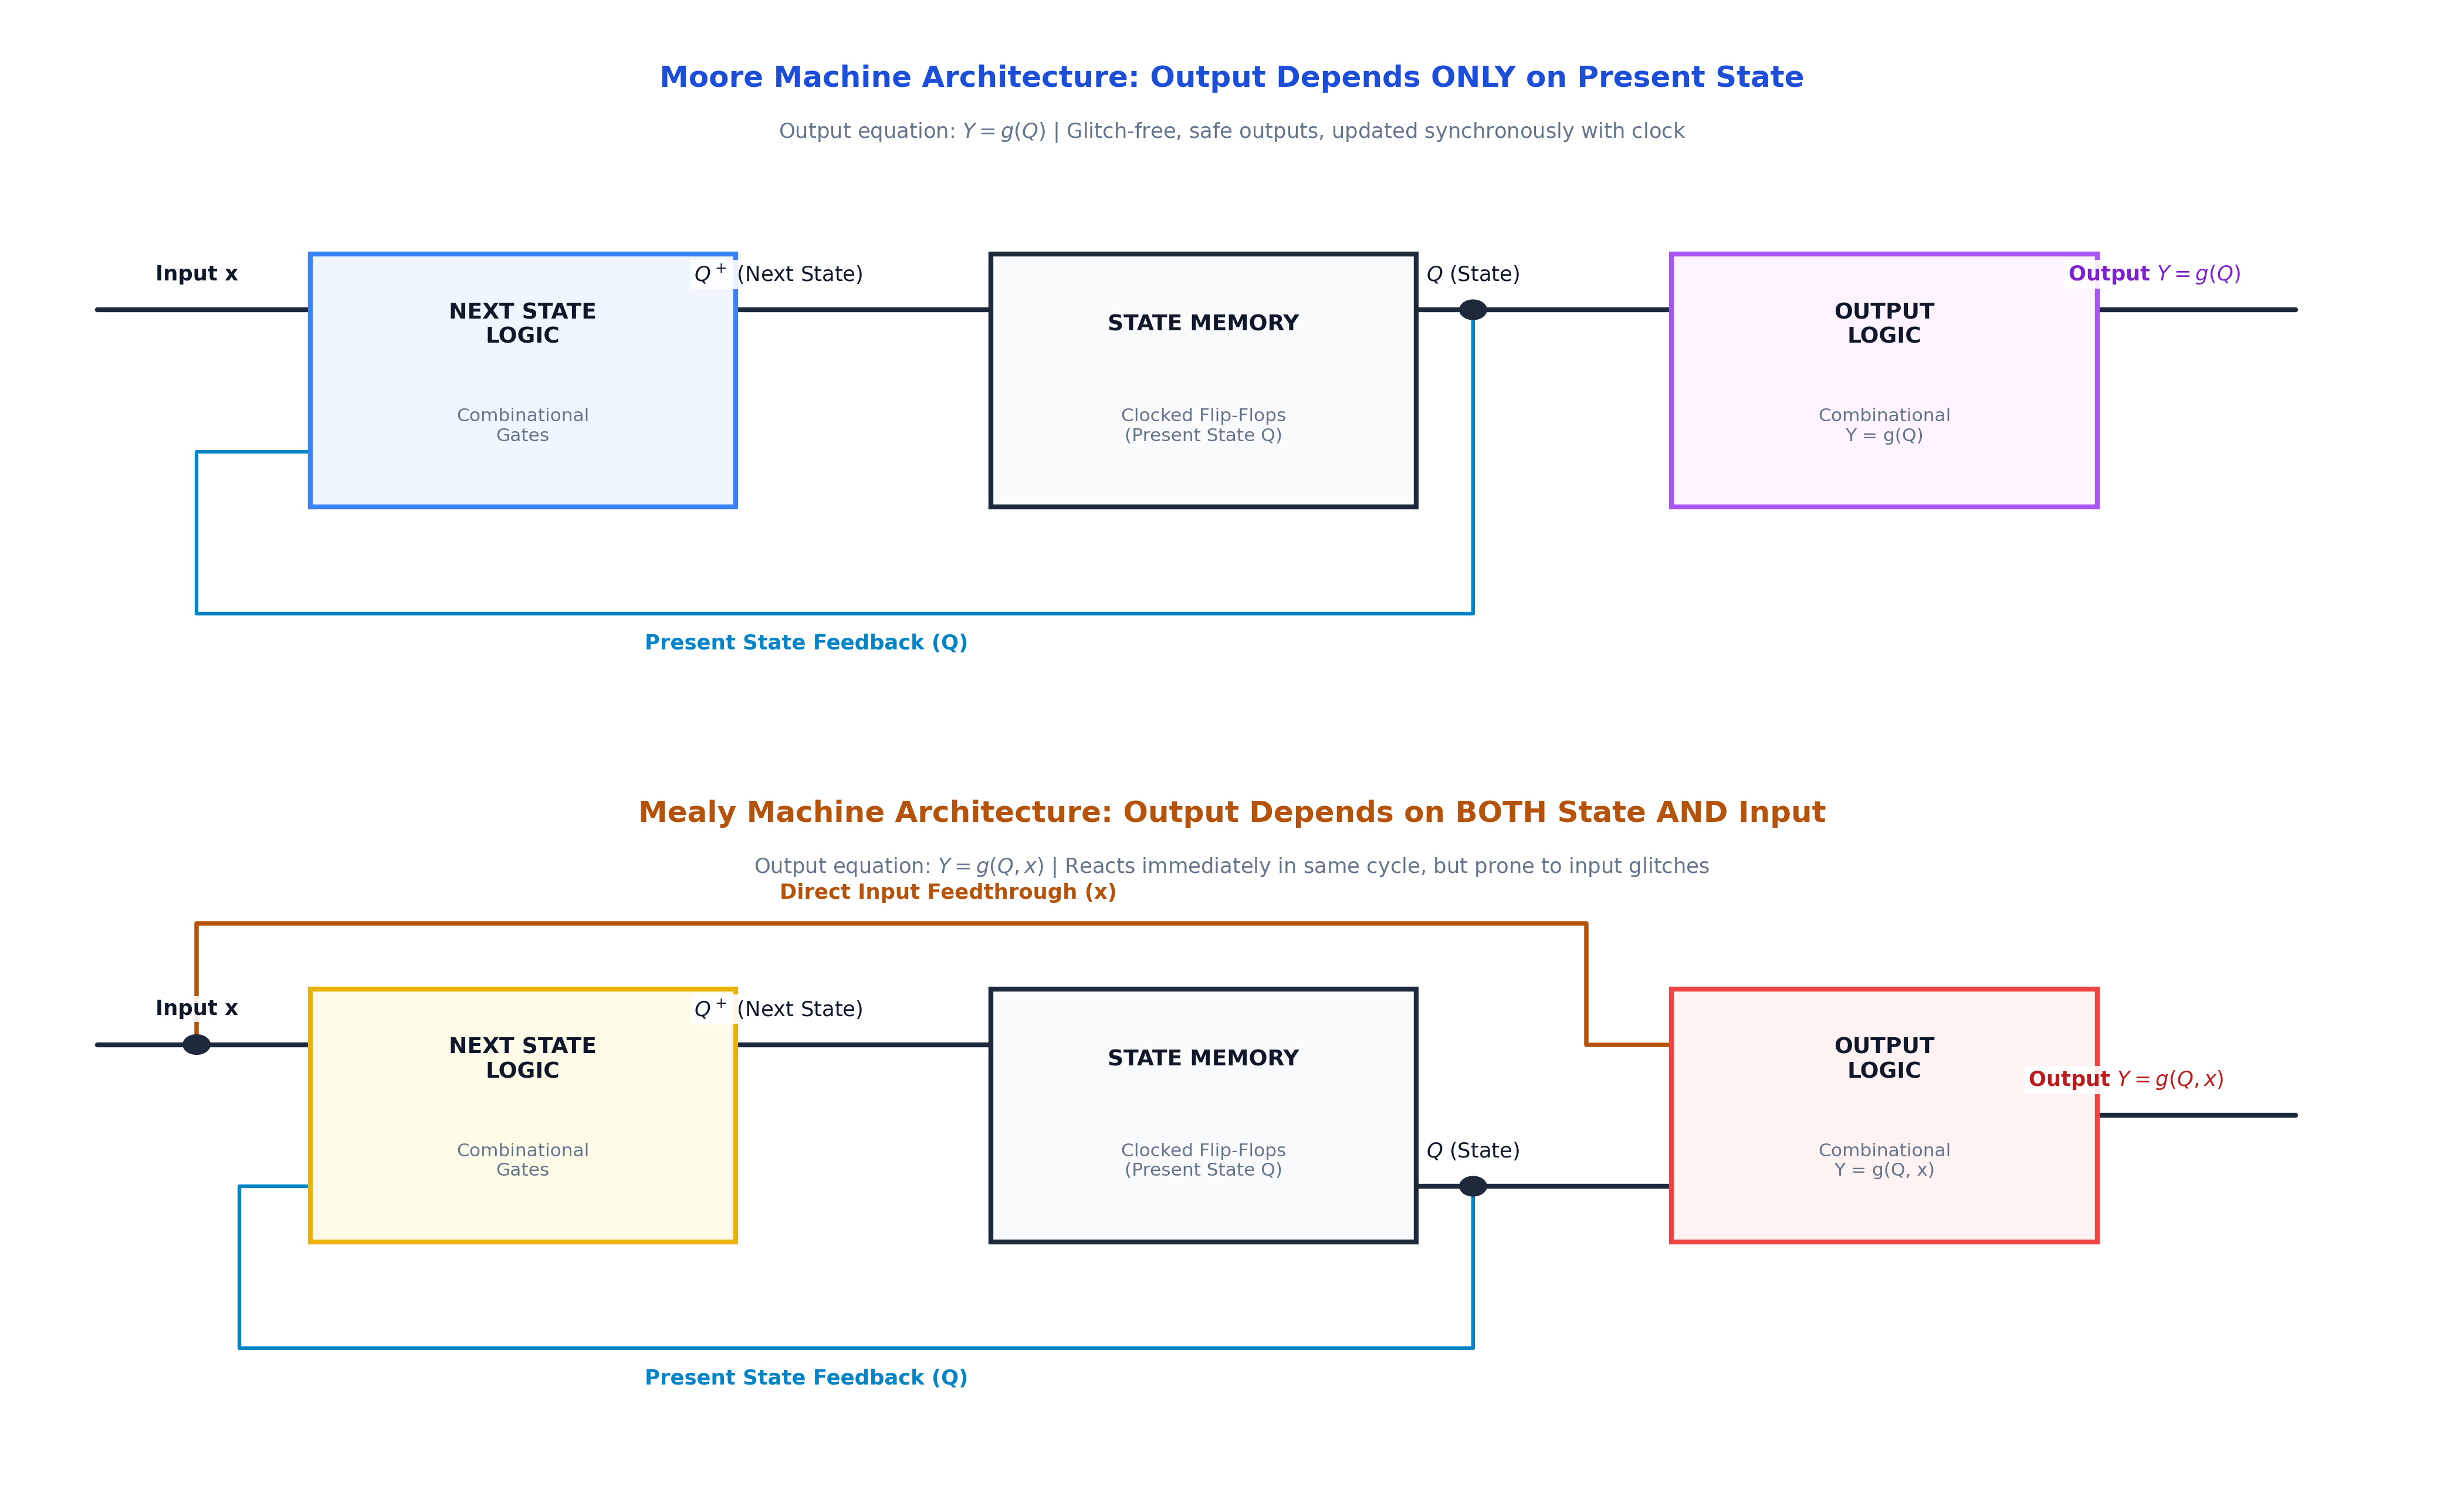 Moore Machine Architecture: Output Depends ONLY on Present State
Output equation: Y = g(Q) | Glitch-free, safe outputs, updated synchronously with clock
Input x
Q⁺ (Next State)
Q (State)
Output Y = g(Q)
NEXT STATE
LOGIC
STATE MEMORY
OUTPUT
LOGIC
Combinational
Gates
Clocked Flip-Flops
(Present State Q)
Combinational
Y = g(Q)
Present State Feedback (Q)
Mealy Machine Architecture: Output Depends on BOTH State AND Input
Output equation: Y = g(Q, x) | Reacts immediately in same cycle, but prone to input glitches
Direct Input Feedthrough (x)
Input x
Q⁺ (Next State)
NEXT STATE
LOGIC
STATE MEMORY
OUTPUT
LOGIC
Output Y = g(Q, x)
Combinational
Gates
Clocked Flip-Flops
(Present State Q)
Q (State)
Combinational
Y = g(Q, x)
Present State Feedback (Q)